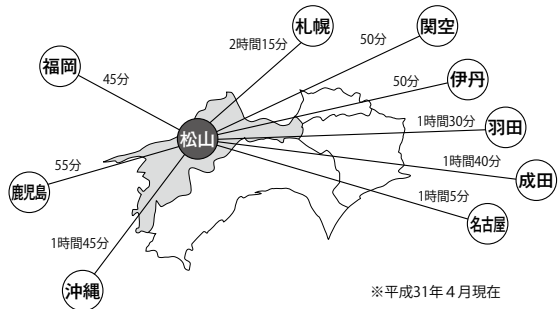 札幌
関空
2時間15分
50分
福岡
伊丹
45分
50分
羽田
1時間30分
松山
1時間40分
成田
55分
鹿児島
1時間5分
名古屋
1時間45分
沖縄
※平成31年４月現在